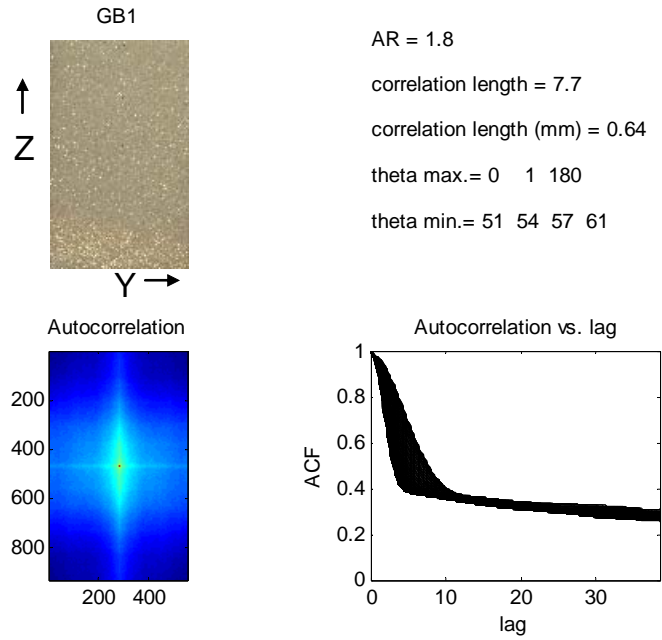 GB1
Z
Y
AR = 1.8
correlation length = 7.7
correlation length (mm) = 0.64
theta max.= 0 1 180
theta min.= 51 54 57 61
Autocorrelation
200
400
600
800
200 400
Autocorrelation vs. lag
ACF
1
0.8
0.6
0.4
0.2
0
0 10 20 30
lag